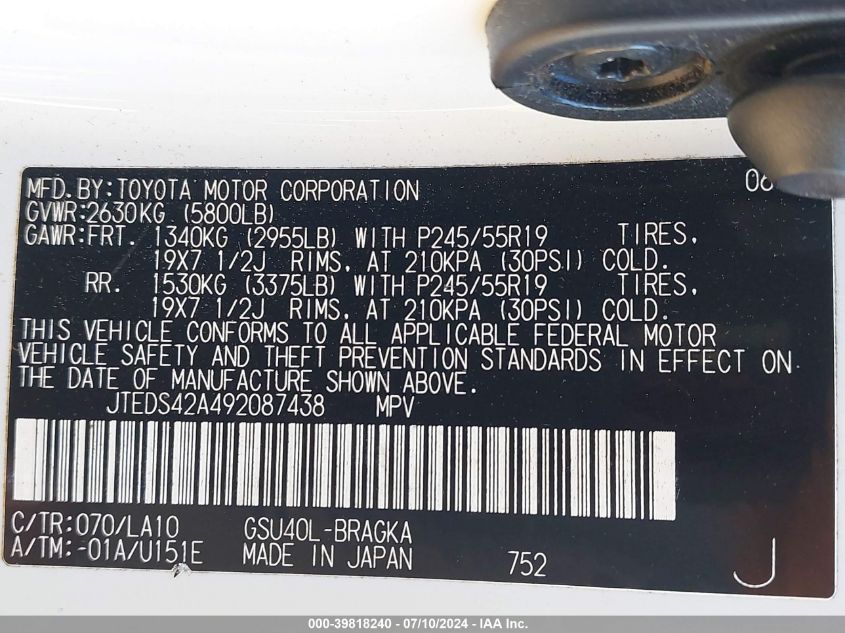 MFD.BY:TOYOTA MOTOR CORPORATION 06
GVWR:2630KG (5800LB)
GAWR:FRT. 1340KG (2955LB) WITH P245/55R19 TIRES,
19X7 1/2J RIMS, AT 210KPA (30PSI) COLD.
RR. 1530KG (3375LB) WITH P245/55R19 TIRES,
19X7 1/2J RIMS, AT 210KPA (30PSI) COLD.
THIS VEHICLE CONFORMS TO ALL APPLICABLE FEDERAL MOTOR
VEHICLE SAFETY AND THEFT PREVENTION STANDARDS IN EFFECT ON
THE DATE OF MANUFACTURE SHOWN ABOVE.
JTEDS42A492087438 MPV
C/TR:070/LA10 GSU40L-BRAGKA
A/TM:-01A/U151E MADE IN JAPAN 752 J
000-39818240 - 07/10/2024 - IAA Inc.